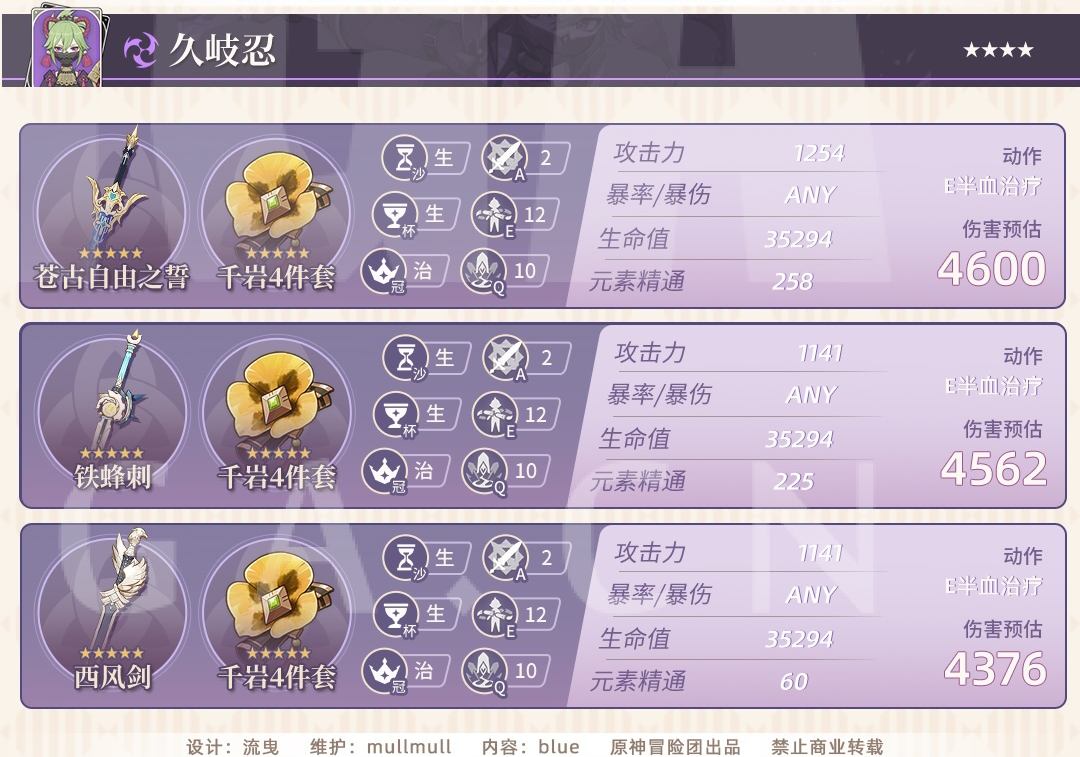 久岐忍
★★★★
沙 生
A 2
杯 生
E 12
冠 治
Q 10
★★★★★
苍古自由之誓
★★★★★
千岩4件套
攻击力 1254
暴率/暴伤 ANY
生命值 35294
元素精通 258
动作
E半血治疗
伤害预估
4600
沙 生
A 2
杯 生
E 12
冠 治
Q 10
★★★★★
铁蜂刺
★★★★★
千岩4件套
攻击力 1141
暴率/暴伤 ANY
生命值 35294
元素精通 225
动作
E半血治疗
伤害预估
4562
沙 生
A 2
杯 生
E 12
冠 治
Q 10
★★★★★
西风剑
★★★★★
千岩4件套
攻击力 1141
暴率/暴伤 ANY
生命值 35294
元素精通 60
动作
E半血治疗
伤害预估
4376
设计：流曳 维护：mullmull 内容：blue 原神冒险团出品 禁止商业转载